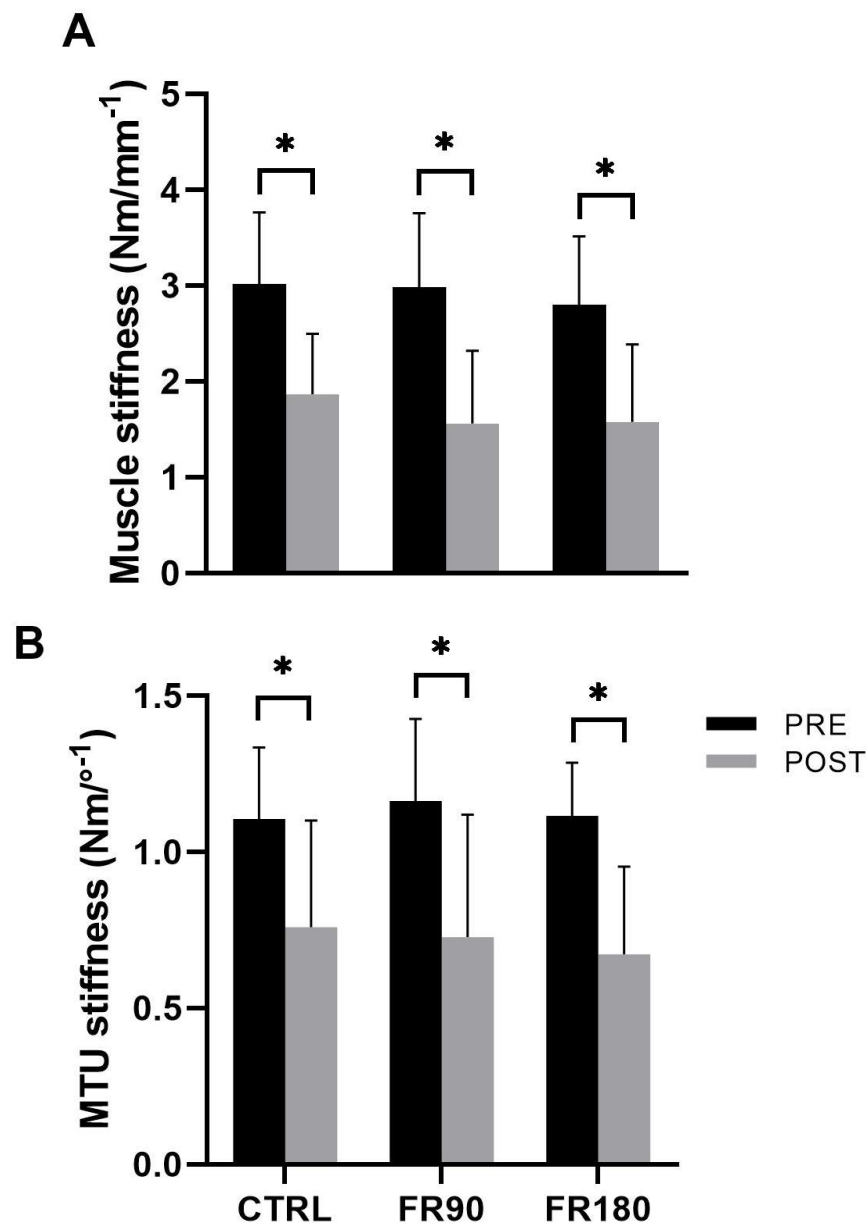 A
Muscle stiffness (Nm/mm⁻¹)
5
4
3
2
1
0
*
*
*
B
MTU stiffness (Nm/°⁻¹)
1.5
1.0
0.5
0.0
*
*
*
PRE
POST
CTRL FR90 FR180